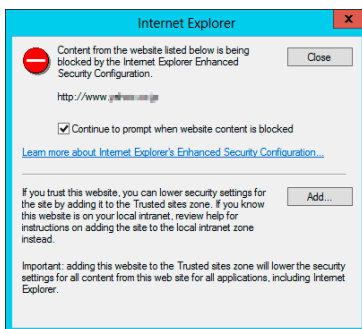 Internet Explorer
x
Content from the website listed below is being
blocked by the Internet Explorer Enhanced
Security Configuration.
Close
http://www.
Continue to prompt when website content is blocked
Learn more about Internet Explorer's Enhanced Security Configuration...
If you trust this website, you can lower security settings for
the site by adding it to the Trusted sites zone. If you know
this website is on your local intranet, review help for
instructions on adding the site to the local intranet zone
instead.
Add...
Important: adding this website to the Trusted sites zone will lower the security
settings for all content from this web site for all applications, including Internet
Explorer.